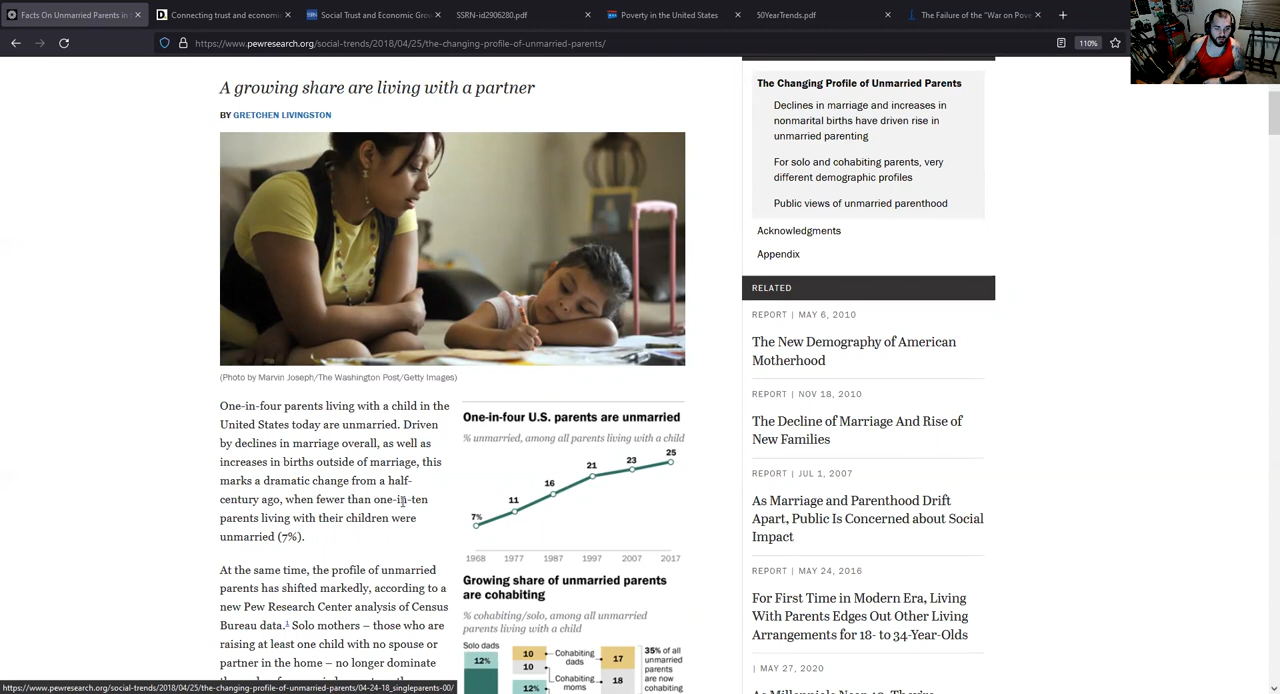 Facts On Unmarried Parents in
Connecting trust and economi
Social Trust and Economic Gro
SSRN-id2906280.pdf
Poverty in the United States
50YearTrends.pdf
The Failure of the "War on Pove
https://www.pewresearch.org/social-trends/2018/04/25/the-changing-profile-of-unmarried-parents/
110%
A growing share are living with a partner
BY GRETCHEN LIVINGSTON
(Photo by Marvin Joseph/The Washington Post/Getty Images)
One-in-four parents living with a child in the
United States today are unmarried. Driven
by declines in marriage overall, as well as
increases in births outside of marriage, this
marks a dramatic change from a half-
century ago, when fewer than one-in-ten
parents living with their children were
unmarried (7%).
At the same time, the profile of unmarried
parents has shifted markedly, according to a
new Pew Research Center analysis of Census
Bureau data.1 Solo mothers – those who are
raising at least one child with no spouse or
partner in the home – no longer dominate
One-in-four U.S. parents are unmarried
% unmarried, among all parents living with a child
7%
11
16
21
23
25
1968 1977 1987 1997 2007 2017
Growing share of unmarried parents
are cohabiting
% cohabiting/solo, among all unmarried
parents living with a child
Solo dads
12%
10
10
12%
Cohabiting
dads
Cohabiting
moms
17
18
35% of all
unmarried
parents
are now
cohabiting
The Changing Profile of Unmarried Parents
Declines in marriage and increases in
nonmarital births have driven rise in
unmarried parenting
For solo and cohabiting parents, very
different demographic profiles
Public views of unmarried parenthood
Acknowledgments
Appendix
RELATED
REPORT | MAY 6, 2010
The New Demography of American
Motherhood
REPORT | NOV 18, 2010
The Decline of Marriage And Rise of
New Families
REPORT | JUL 1, 2007
As Marriage and Parenthood Drift
Apart, Public Is Concerned about Social
Impact
REPORT | MAY 24, 2016
For First Time in Modern Era, Living
With Parents Edges Out Other Living
Arrangements for 18- to 34-Year-Olds
| MAY 27, 2020
https://www.pewresearch.org/social-trends/2018/04/25/the-changing-profile-of-unmarried-parents/04-24-18_singleparents-00/